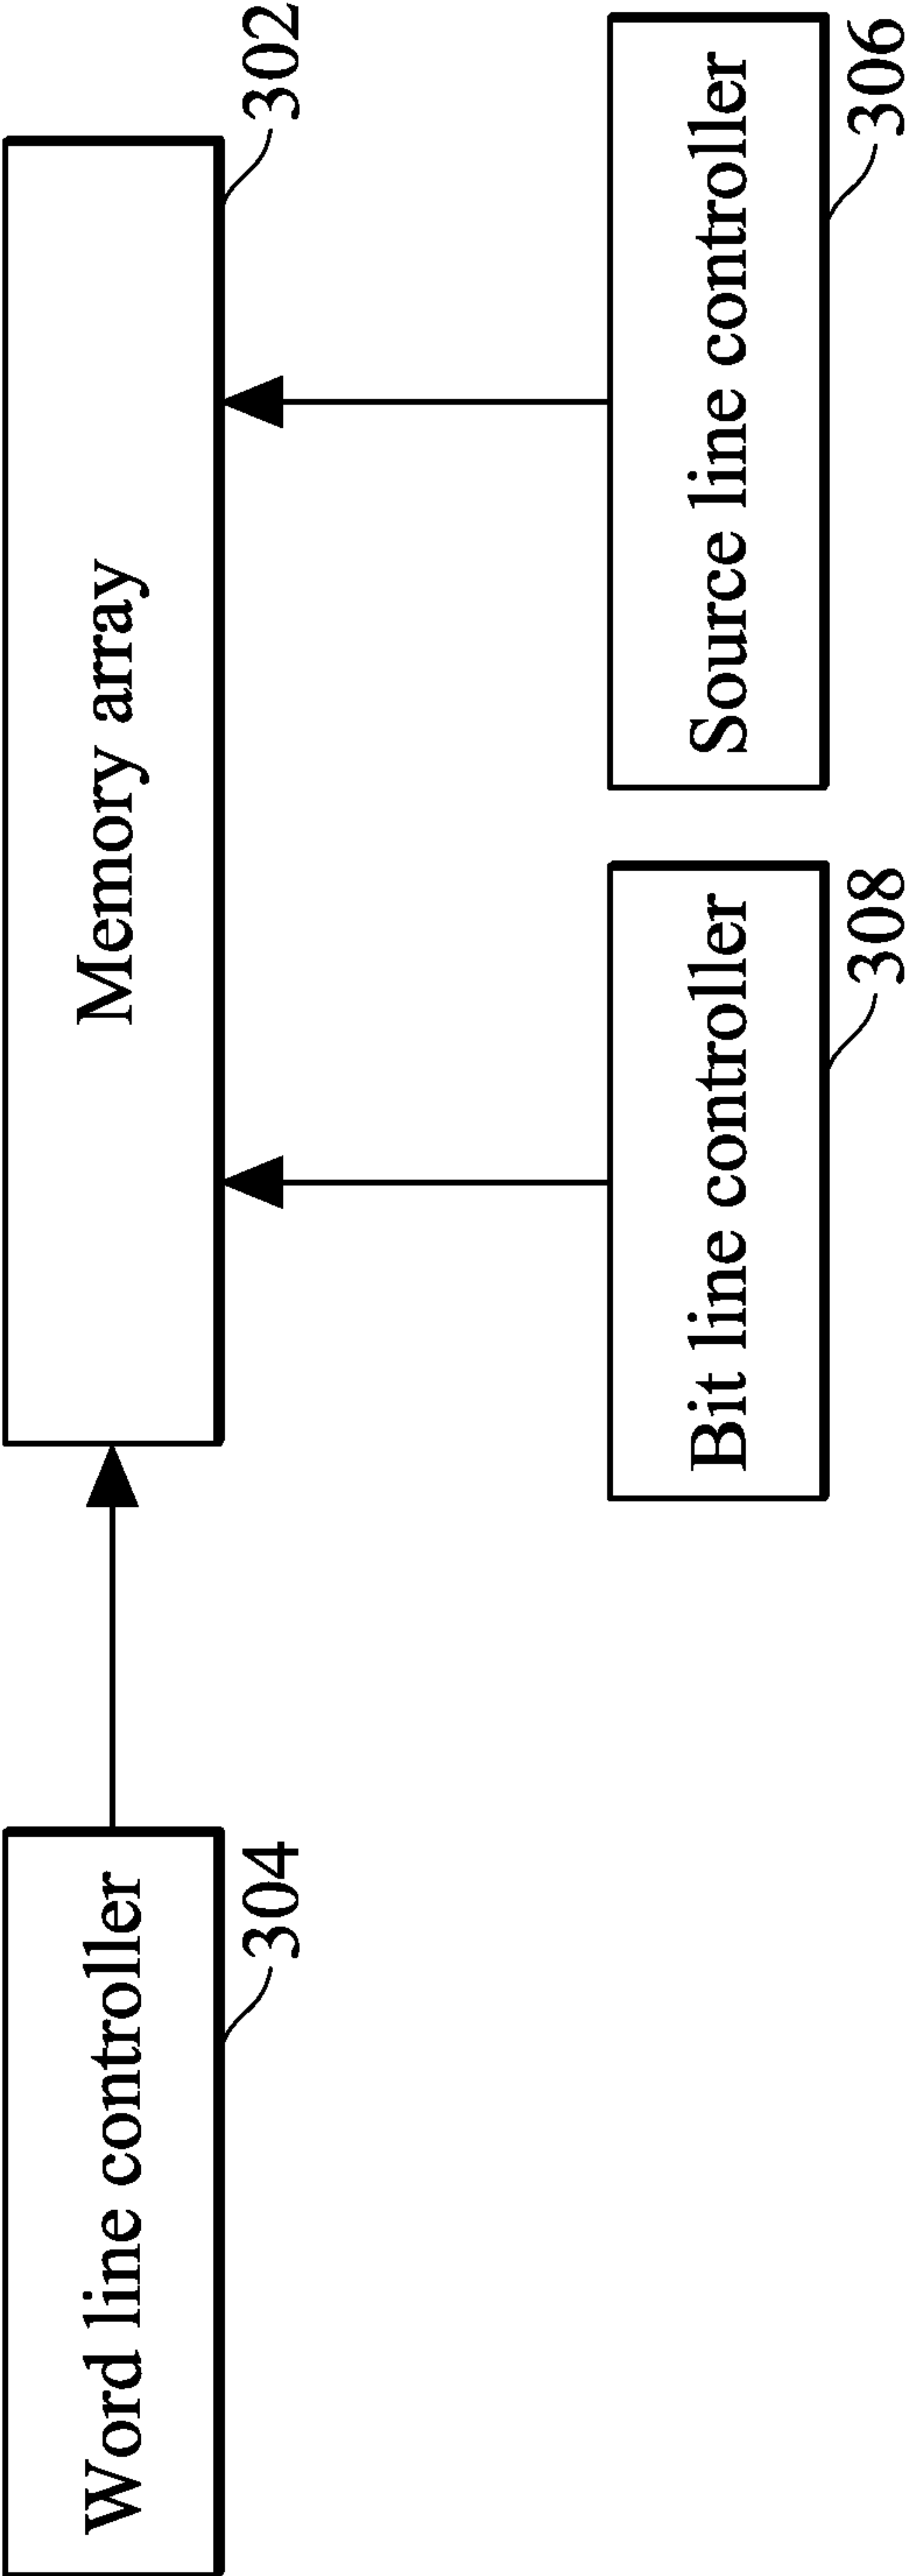 Word line controller
304
Memory array
302
Bit line controller
308
Source line controller
306